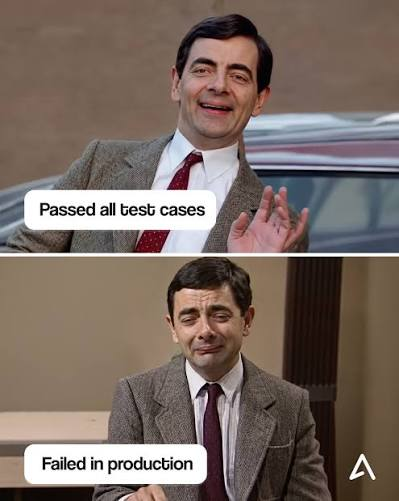 Passed all test cases
Failed in production